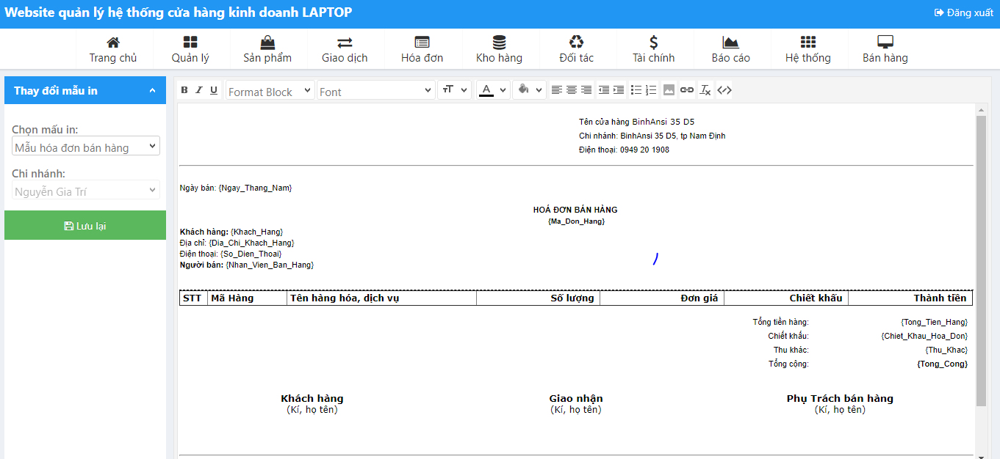 Website quản lý hệ thống cửa hàng kinh doanh LAPTOP
Đăng xuất
Trang chủ Quản lý Sản phẩm Giao dịch Hóa đơn Kho hàng Đối tác Tài chính Báo cáo Hệ thống Bán hàng
Thay đổi mẫu in
Chọn mấu in:
Mẫu hóa đơn bán hàng
Chi nhánh:
Nguyễn Gia Trí
Lưu lại
B I U Format Block Font TT A
Tên cửa hàng BinhAnsi 35 D5
Chi nhánh: BinhAnsi 35 D5, tp Nam Định
Điện thoại: 0949 20 1908
Ngày bán: {Ngay_Thang_Nam}
HOÁ ĐƠN BÁN HÀNG
{Ma_Don_Hang}
Khách hàng: {Khach_Hang}
Địa chỉ: {Dia_Chi_Khach_Hang}
Điện thoại: {So_Dien_Thoai}
Người bán: {Nhan_Vien_Ban_Hang}
STT Mã Hàng Tên hàng hóa, dịch vụ Số lượng Đơn giá Chiết khấu Thành tiền
Tổng tiền hàng: {Tong_Tien_Hang}
Chiết khấu: {Chiet_Khau_Hoa_Don}
Thu khác: {Thu_Khac}
Tổng cộng: {Tong_Cong}
Khách hàng Giao nhận Phụ Trách bán hàng
(Kí, họ tên) (Kí, họ tên) (Kí, họ tên)